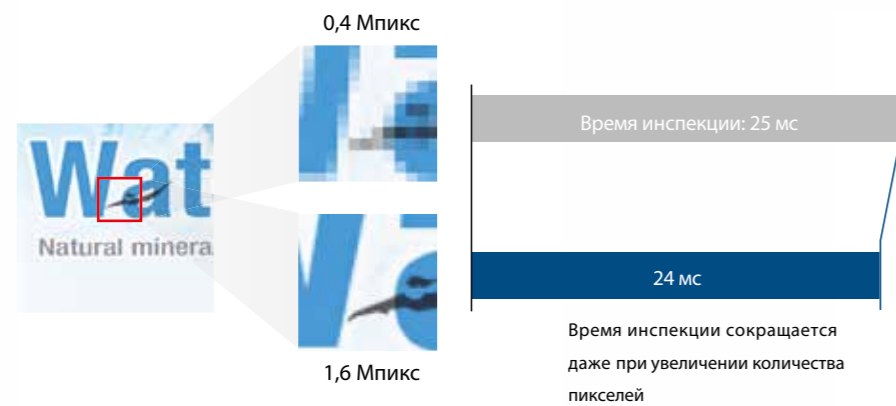 0,4 Мпикс
Время инспекции: 25 мс
Wat
Natural minera
24 мс
1,6 Мпикс
Время инспекции сокращается
даже при увеличении количества
пикселей